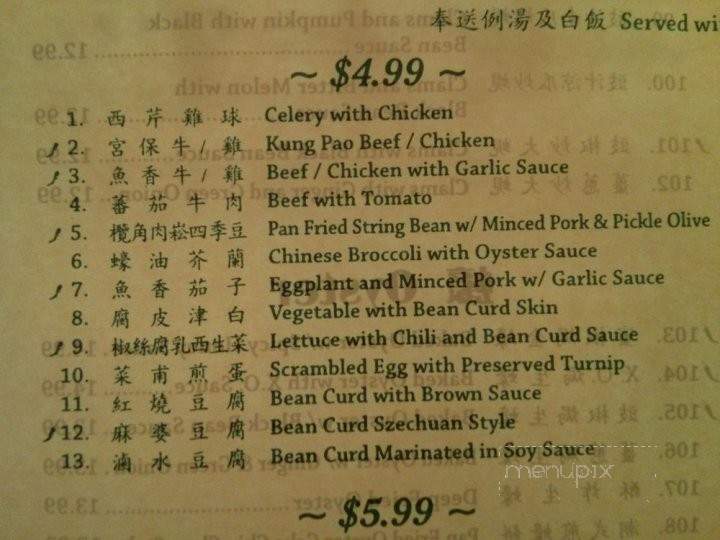 奉送例湯及白飯 Served wi
~ $4.99 ~
1. 西芹雞球 Celery with Chicken
2. 宮保牛/雞 Kung Pao Beef / Chicken
3. 魚香牛/雞 Beef / Chicken with Garlic Sauce
4. 蕃茄牛肉 Beef with Tomato
5. 欖角肉崧四季豆 Pan Fried String Bean w/ Minced Pork & Pickle Olive
6. 蠔油芥蘭 Chinese Broccoli with Oyster Sauce
7. 魚香茄子 Eggplant and Minced Pork w/ Garlic Sauce
8. 腐皮津白 Vegetable with Bean Curd Skin
9. 椒絲腐乳西生菜 Lettuce with Chili and Bean Curd Sauce
10. 菜甫煎蛋 Scrambled Egg with Preserved Turnip
11. 紅燒豆腐 Bean Curd with Brown Sauce
12. 麻婆豆腐 Bean Curd Szechuan Style
13. 滷水豆腐 Bean Curd Marinated in Soy Sauce
menupix
~ $5.99 ~